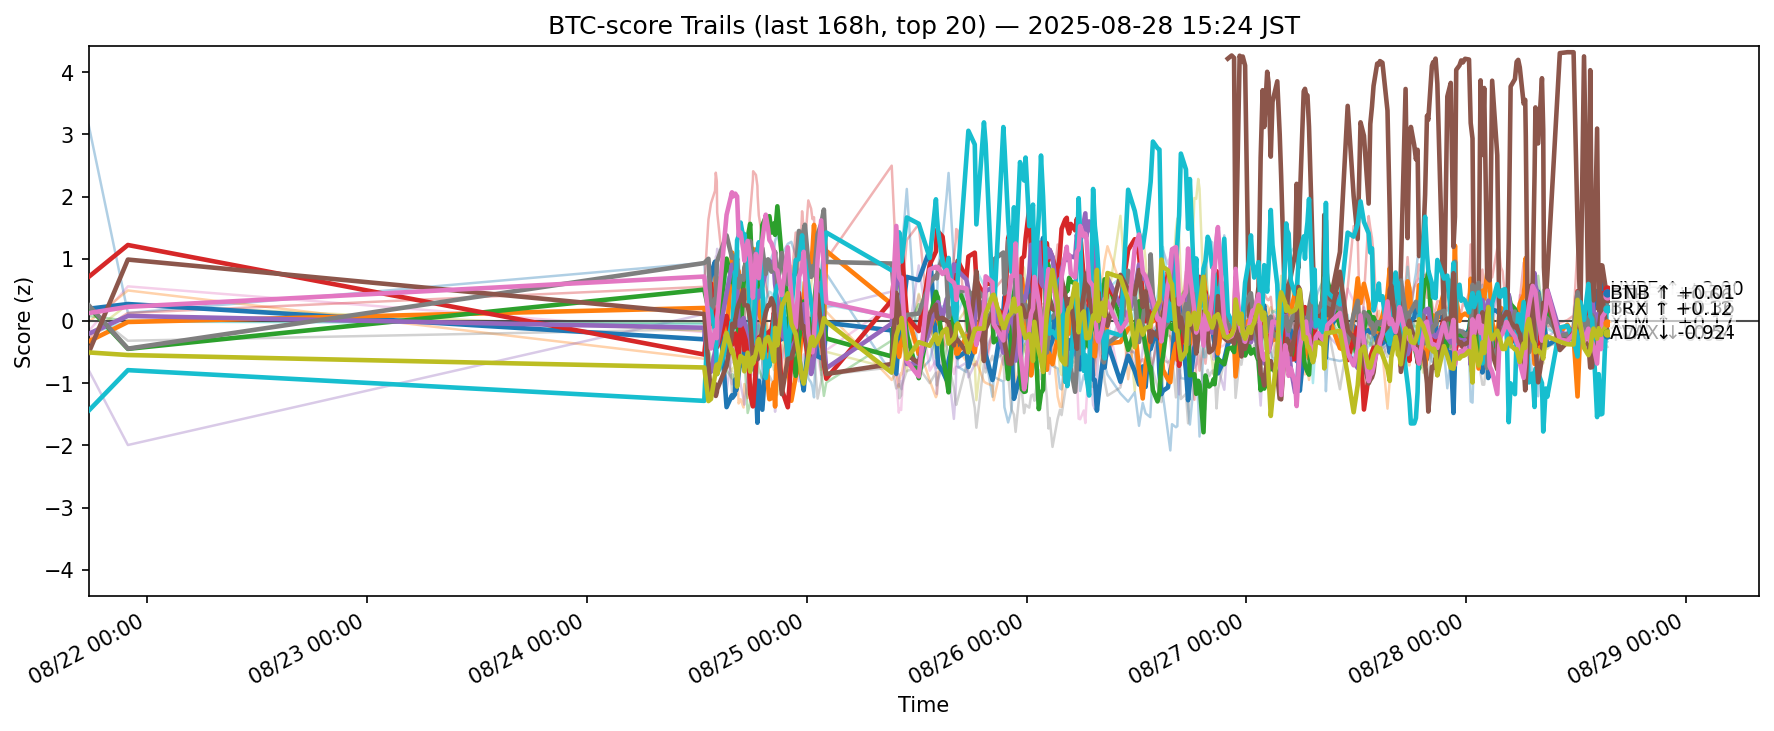 BTC-score Trails (last 168h, top 20) — 2025-08-28 15:24 JST
Score (z)
4
3
2
1
0
−1
−2
−3
−4
BNB ↑ +0.01
TRX ↑ +0.12
ADA ↓ -0.924
08/22 00:00
08/23 00:00
08/24 00:00
08/25 00:00
08/26 00:00
08/27 00:00
08/28 00:00
08/29 00:00
Time